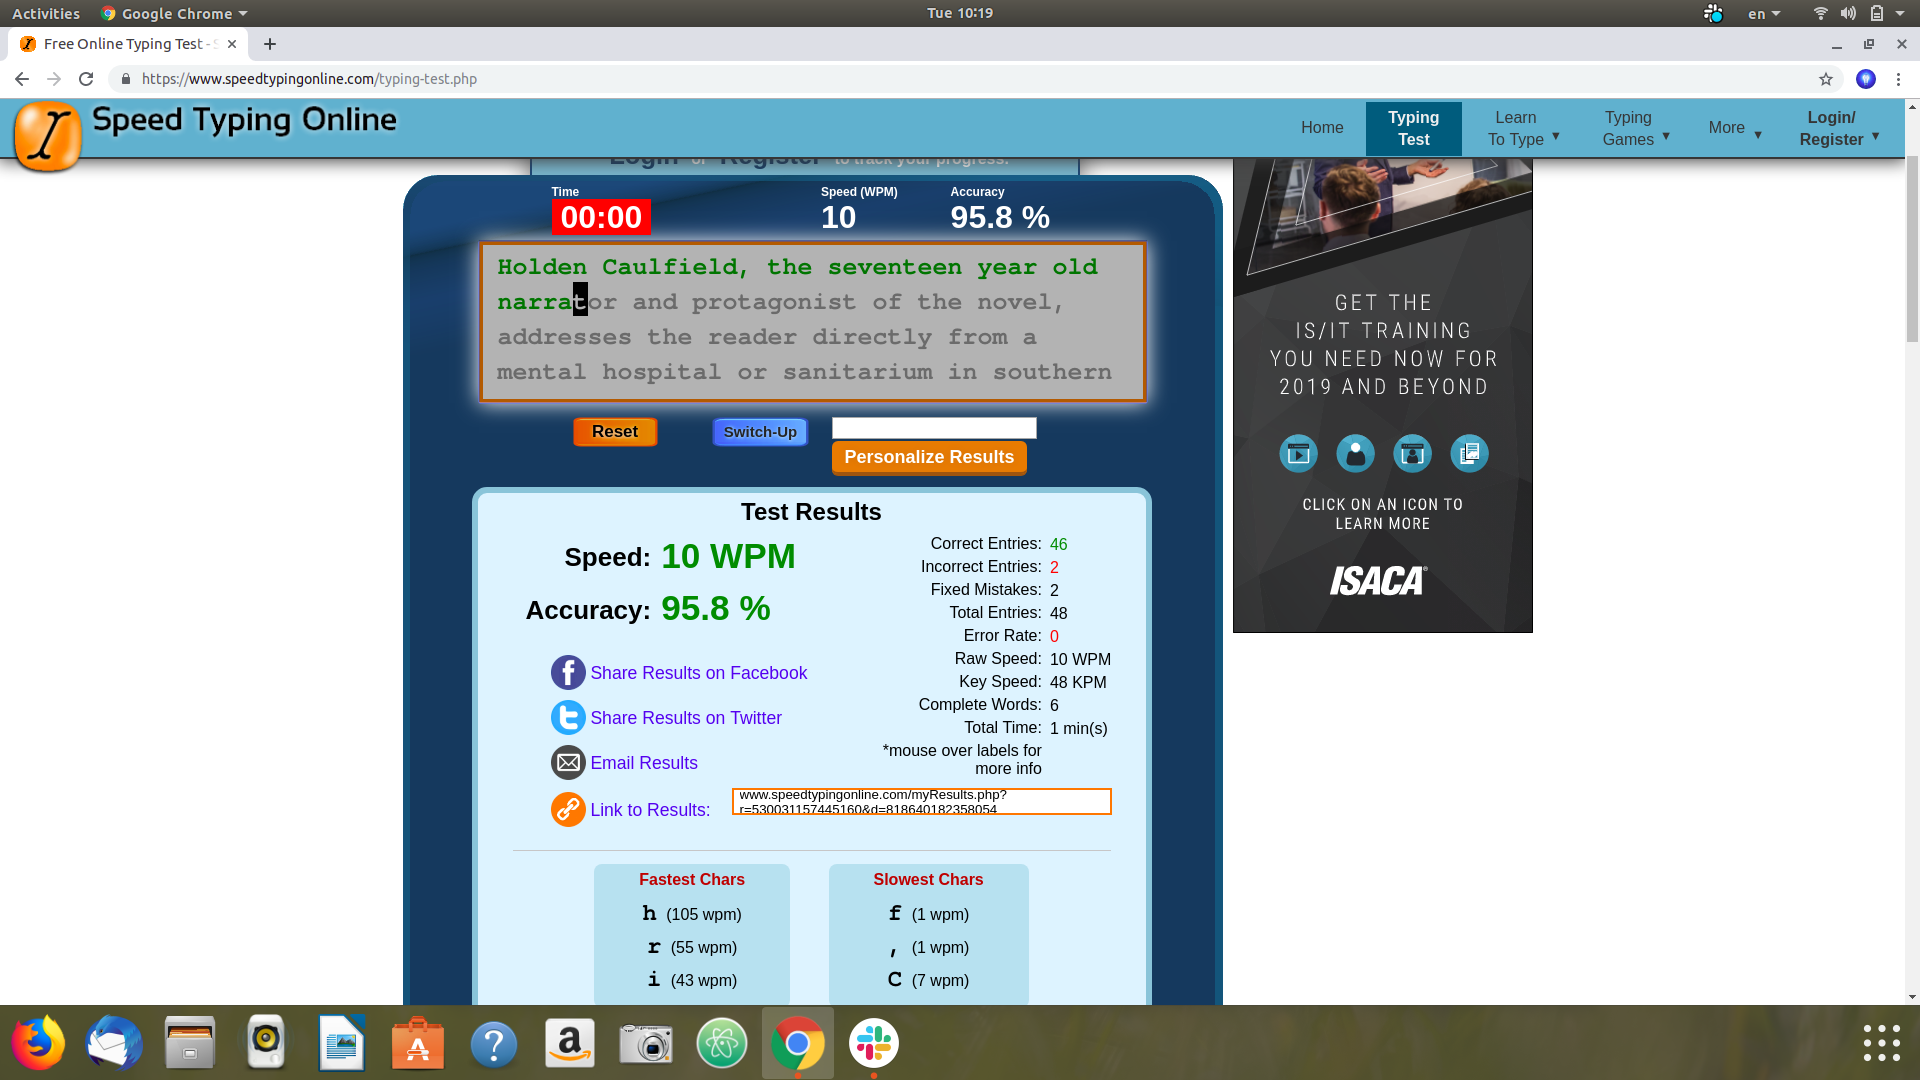 Activities
Google Chrome
Tue 10:19
en
Free Online Typing Test -
https://www.speedtypingonline.com/typing-test.php
Speed Typing Online
Home
Typing
Test
Learn
To Type
Typing
Games
More
Login/
Register
Login or Register to track your progress.
Time
Speed (WPM)
Accuracy
00:00
10
95.8 %
Holden Caulfield, the seventeen year old
narrator and protagonist of the novel,
addresses the reader directly from a
mental hospital or sanitarium in southern
Reset
Switch-Up
Personalize Results
Test Results
Speed: 10 WPM
Accuracy: 95.8 %
Correct Entries: 46
Incorrect Entries: 2
Fixed Mistakes: 2
Total Entries: 48
Error Rate: 0
Raw Speed: 10 WPM
Key Speed: 48 KPM
Complete Words: 6
Total Time: 1 min(s)
*mouse over labels for
more info
Share Results on Facebook
Share Results on Twitter
Email Results
Link to Results:
www.speedtypingonline.com/myResults.php?
r=530031157445160&d=818640182358054
Fastest Chars
h (105 wpm)
r (55 wpm)
i (43 wpm)
Slowest Chars
f (1 wpm)
, (1 wpm)
C (7 wpm)
GET THE
IS/IT TRAINING
YOU NEED NOW FOR
2019 AND BEYOND
CLICK ON AN ICON TO
LEARN MORE
ISACA®